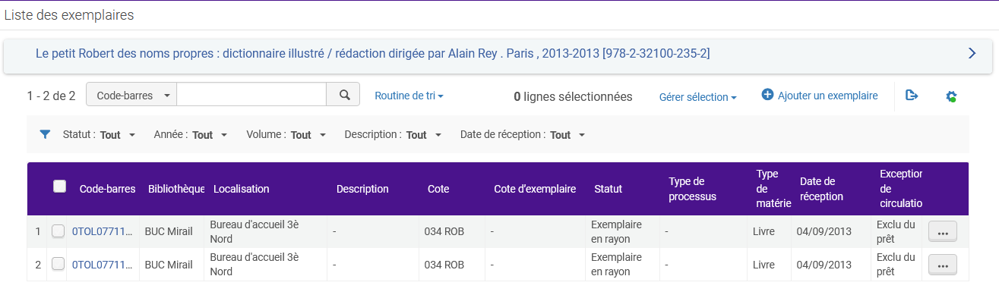 Liste des exemplaires
Le petit Robert des noms propres : dictionnaire illustré / rédaction dirigée par Alain Rey . Paris , 2013-2013 [978-2-32100-235-2]
1 - 2 de 2 Code-barres Routine de tri 0 lignes sélectionnées Gérer sélection Ajouter un exemplaire
Statut : Tout Année : Tout Volume : Tout Description : Tout Date de réception : Tout
Code-barres Bibliothèque Localisation Description Cote Cote d'exemplaire Statut Type de processus Type de matérie Date de réception Exception de circulatio
1 0TOL07711... BUC Mirail Bureau d'accueil 3è Nord - 034 ROB - Exemplaire en rayon - Livre 04/09/2013 Exclu du prêt ...
2 0TOL07711... BUC Mirail Bureau d'accueil 3è Nord - 034 ROB - Exemplaire en rayon - Livre 04/09/2013 Exclu du prêt ...